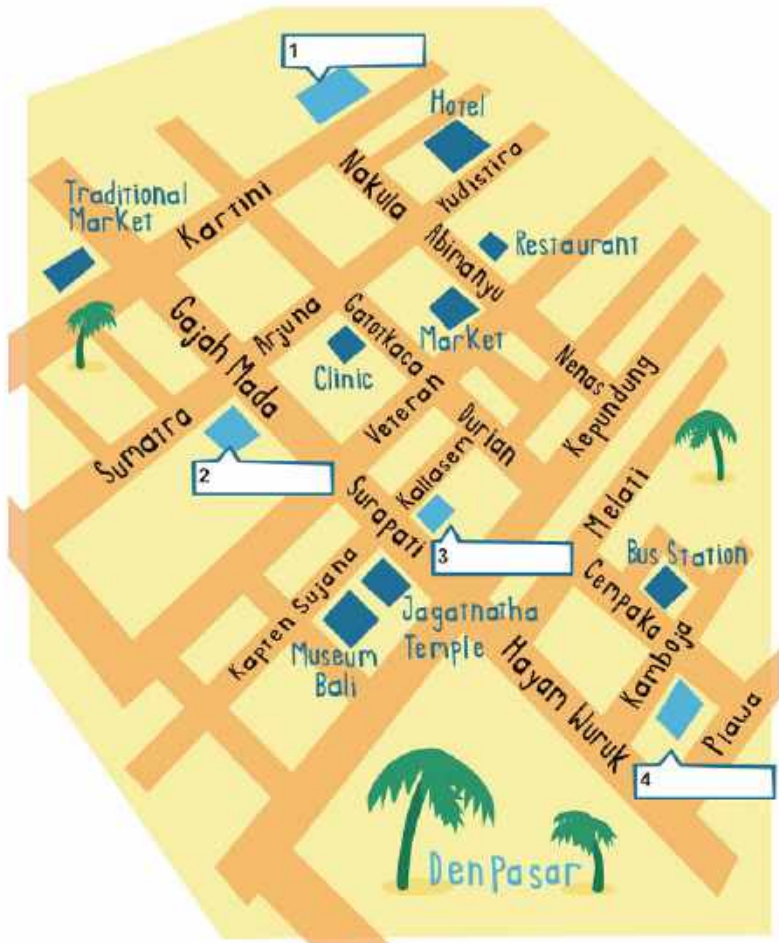 1
Hotel
Nakula
Yudistira
Traditional
Market
Kartini
Abimanyu
Restaurant
Gajah Mada
Arjuna
Gatotkaca
Market
Clinic
Nenas
Veteran
Durian
Kepundung
Sumatra
2
Kaliasem
Surapati
Melati
3
Bus Station
Cempaka
Kapten Sujana
Jagatnatha
Temple
Museum
Bali
Hayam Wuruk
Kamboja
Plawa
4
Denpasar